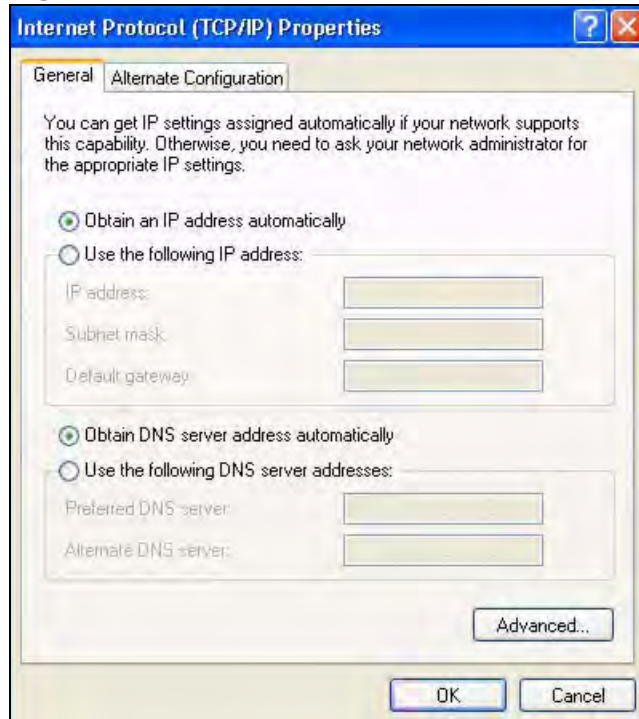 Internet Protocol (TCP/IP) Properties
General
Alternate Configuration
You can get IP settings assigned automatically if your network supports
this capability. Otherwise, you need to ask your network administrator for
the appropriate IP settings.
Obtain an IP address automatically
Use the following IP address:
IP address:
Subnet mask:
Default gateway:
Obtain DNS server address automatically
Use the following DNS server addresses:
Preferred DNS server:
Alternate DNS server:
Advanced...
OK
Cancel